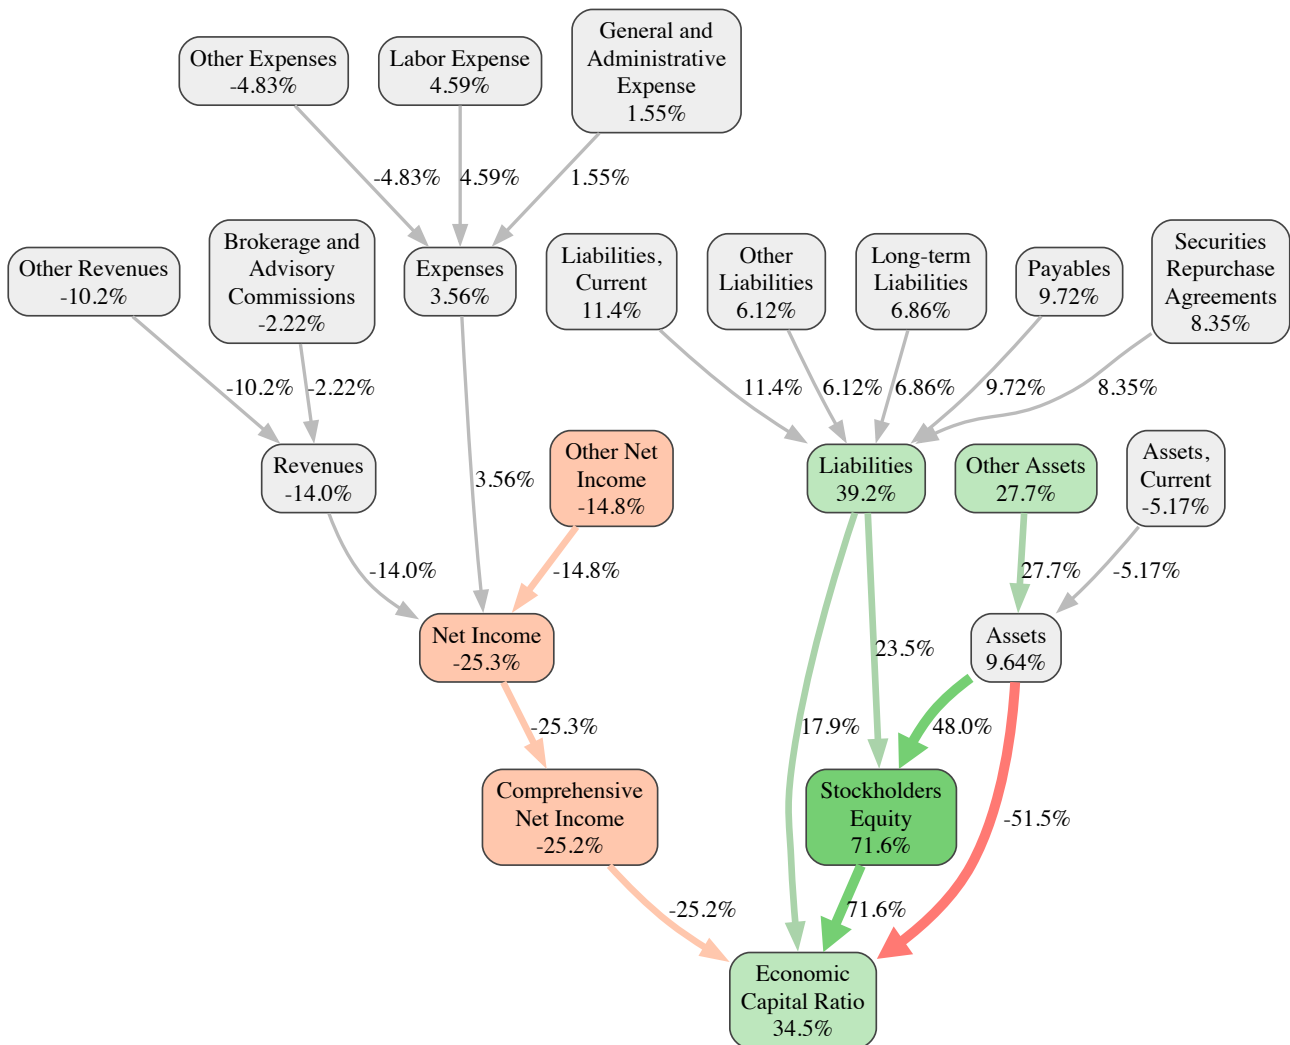 Other Expenses
-4.83%
Labor Expense
4.59%
General and
Administrative
Expense
1.55%
-4.83%
4.59%
1.55%
Other Revenues
-10.2%
Brokerage and
Advisory
Commissions
-2.22%
Expenses
3.56%
Liabilities,
Current
11.4%
Other
Liabilities
6.12%
Long-term
Liabilities
6.86%
Payables
9.72%
Securities
Repurchase
Agreements
8.35%
-10.2%
-2.22%
11.4%
6.12%
6.86%
9.72%
8.35%
Revenues
-14.0%
3.56%
Other Net
Income
-14.8%
Liabilities
39.2%
Other Assets
27.7%
Assets,
Current
-5.17%
-14.0%
-14.8%
27.7%
-5.17%
Net Income
-25.3%
23.5%
Assets
9.64%
-25.3%
17.9%
48.0%
Comprehensive
Net Income
-25.2%
Stockholders
Equity
71.6%
-51.5%
-25.2%
71.6%
Economic
Capital Ratio
34.5%